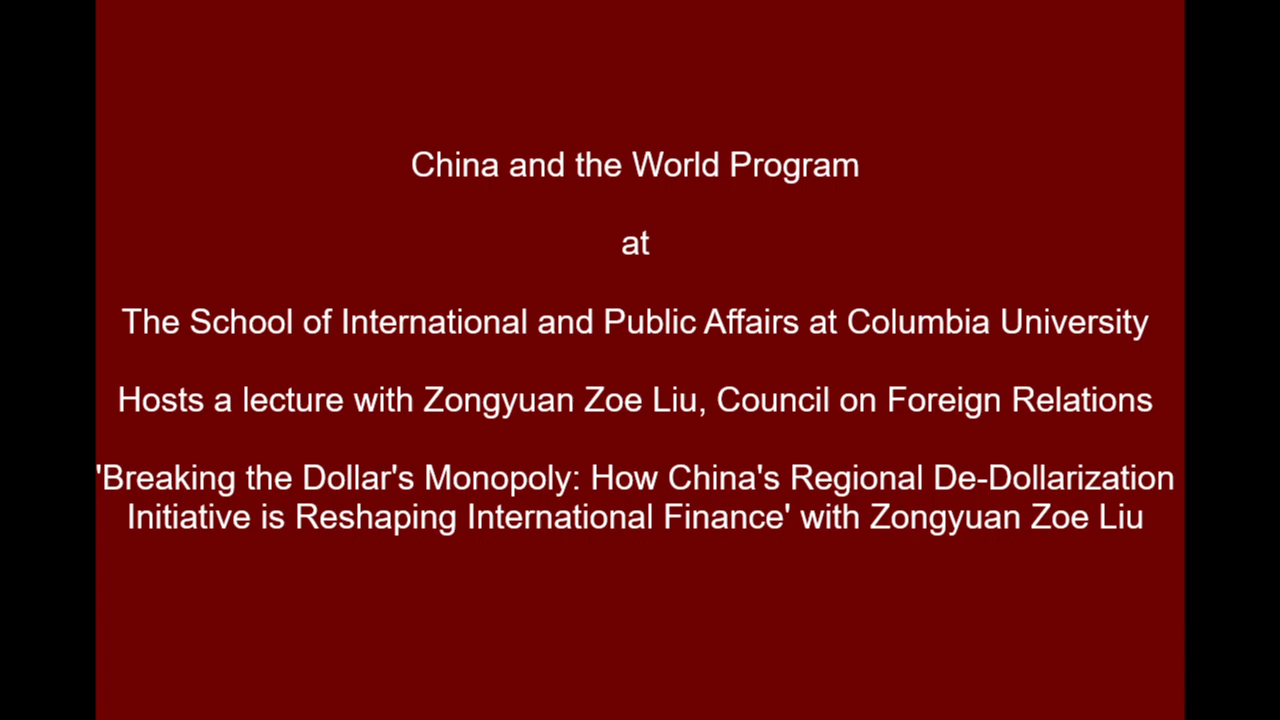 China and the World Program
at
The School of International and Public Affairs at Columbia University
Hosts a lecture with Zongyuan Zoe Liu, Council on Foreign Relations
'Breaking the Dollar's Monopoly: How China's Regional De-Dollarization
Initiative is Reshaping International Finance' with Zongyuan Zoe Liu